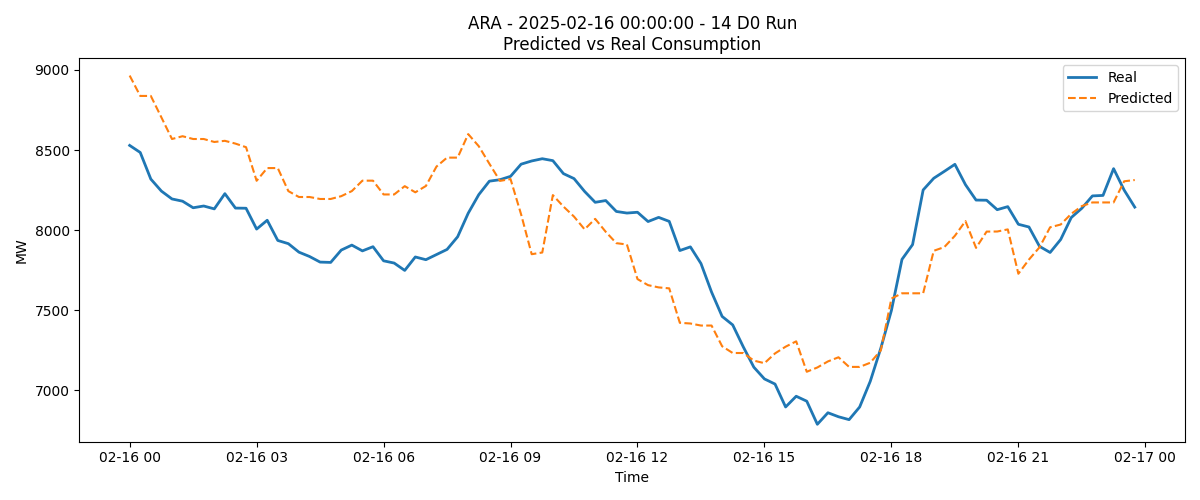 ARA - 2025-02-16 00:00:00 - 14 D0 Run
Predicted vs Real Consumption
Real
Predicted
9000
8500
8000
7500
7000
MW
02-16 00
02-16 03
02-16 06
02-16 09
02-16 12
02-16 15
02-16 18
02-16 21
02-17 00
Time